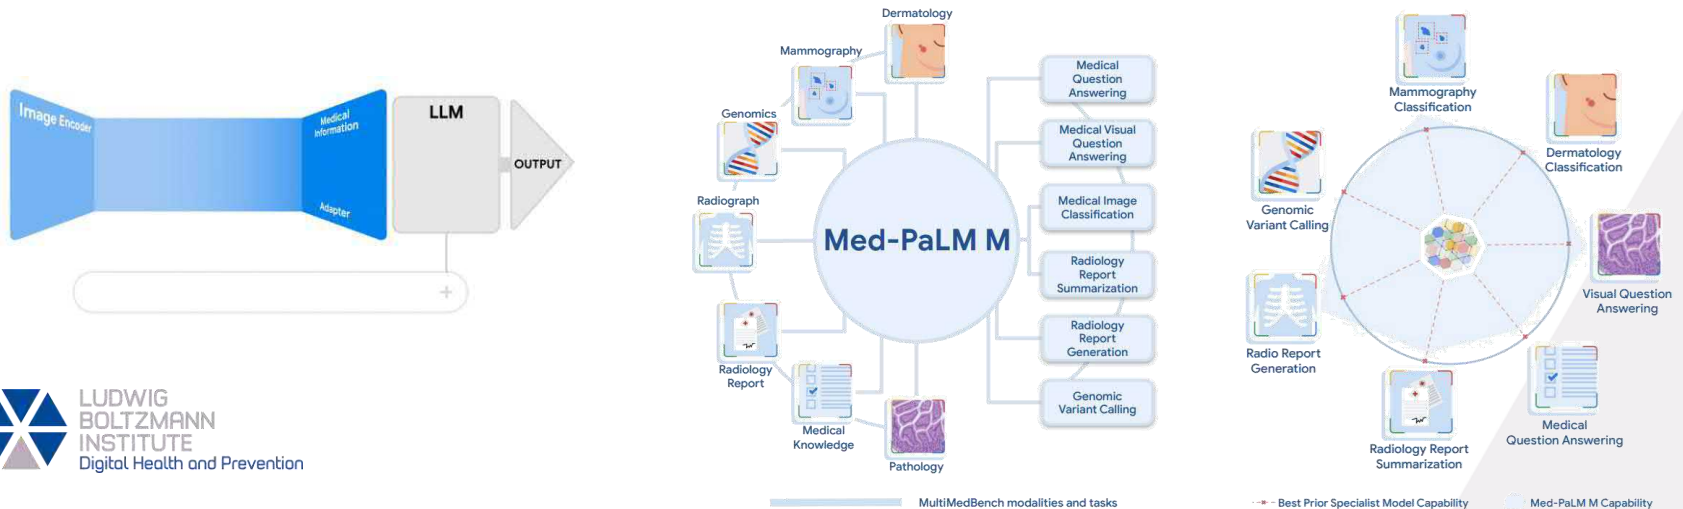 Image Encoder
Medical
Information
Adapter
LLM
OUTPUT
+
LUDWIG
BOLTZMANN
INSTITUTE
Digital Health and Prevention
Dermatology
Mammography
Genomics
Radiograph
Radiology
Report
Medical
Knowledge
Pathology
Med-PaLM M
Medical
Question
Answering
Medical Visual
Question
Answering
Medical Image
Classification
Radiology
Report
Summarization
Radiology
Report
Generation
Genomic
Variant Calling
MultiMedBench modalities and tasks
Mammography
Classification
Dermatology
Classification
Genomic
Variant Calling
Visual Question
Answering
Radio Report
Generation
Medical
Question Answering
Radiology Report
Summarization
Best Prior Specialist Model Capability
Med-PaLM M Capability